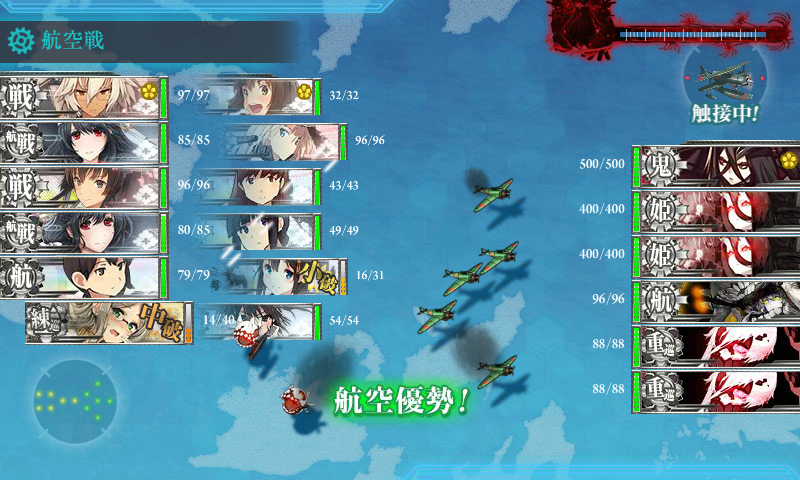 航空戦
触接中!
戦 97/97
航戦 85/85
戦 96/96
航戦 80/85
航 79/79
練巡 中破 14/40
32/32
96/96
43/43
49/49
小破 16/31
54/54
鬼 500/500
姫 400/400
姫 400/400
航 96/96
重巡 88/88
重巡 88/88
航空優勢!